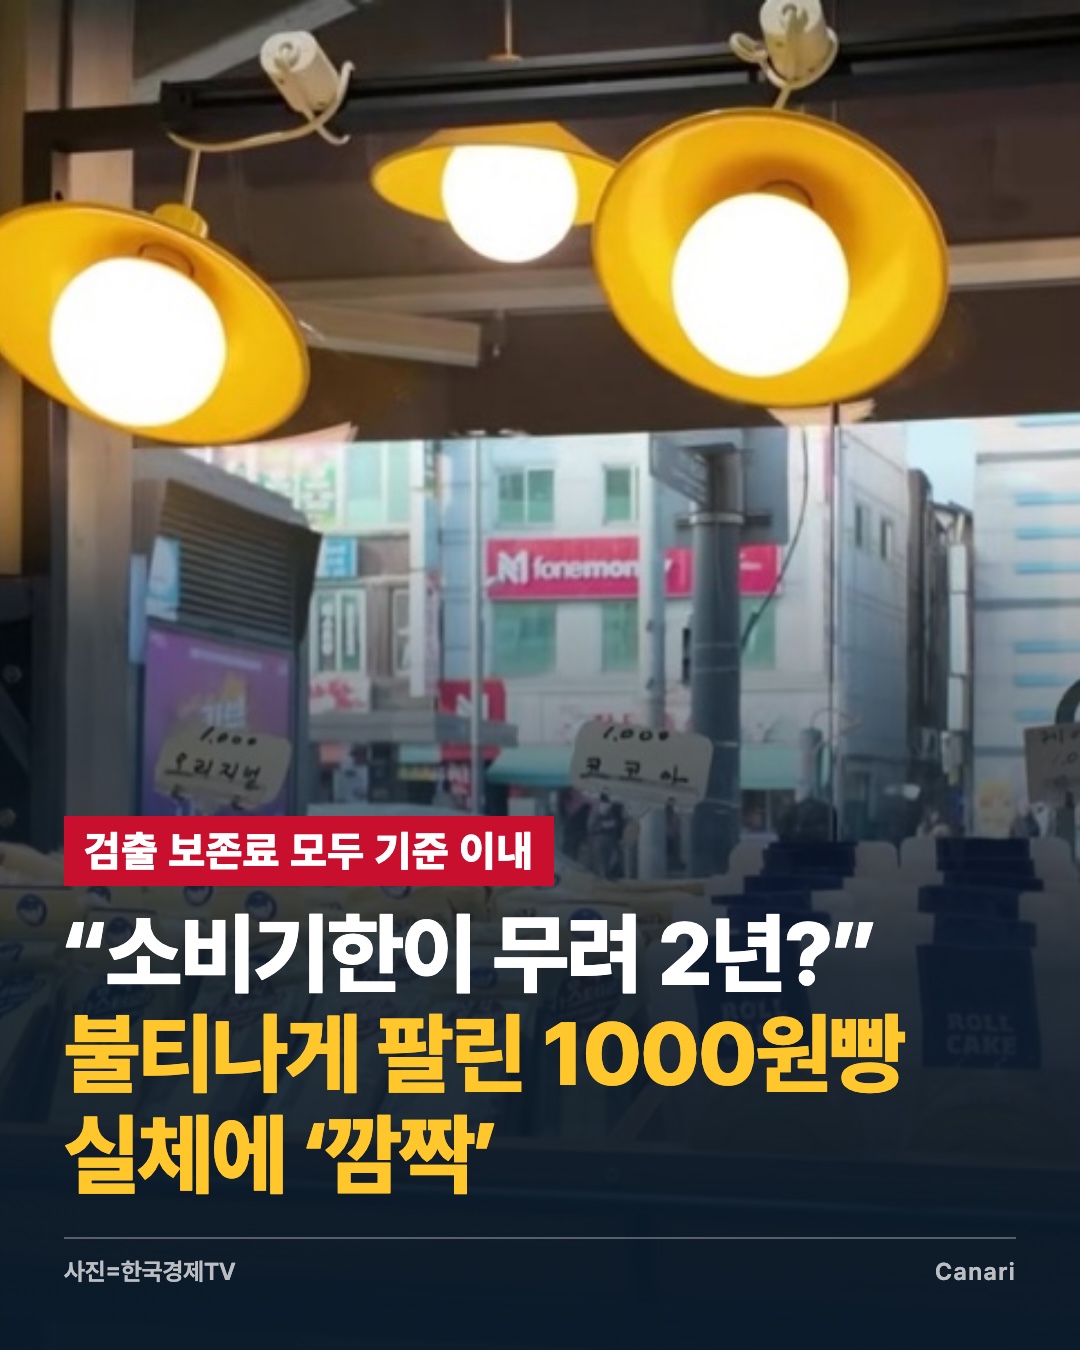 fonemon
1,000
오리지널
1,000
코코아
검출 보존료 모두 기준 이내
“소비기한이 무려 2년?”
불티나게 팔린 1000원빵
실체에 ‘깜짝’
ROLL
CAKE
사진=한국경제TV
Canari